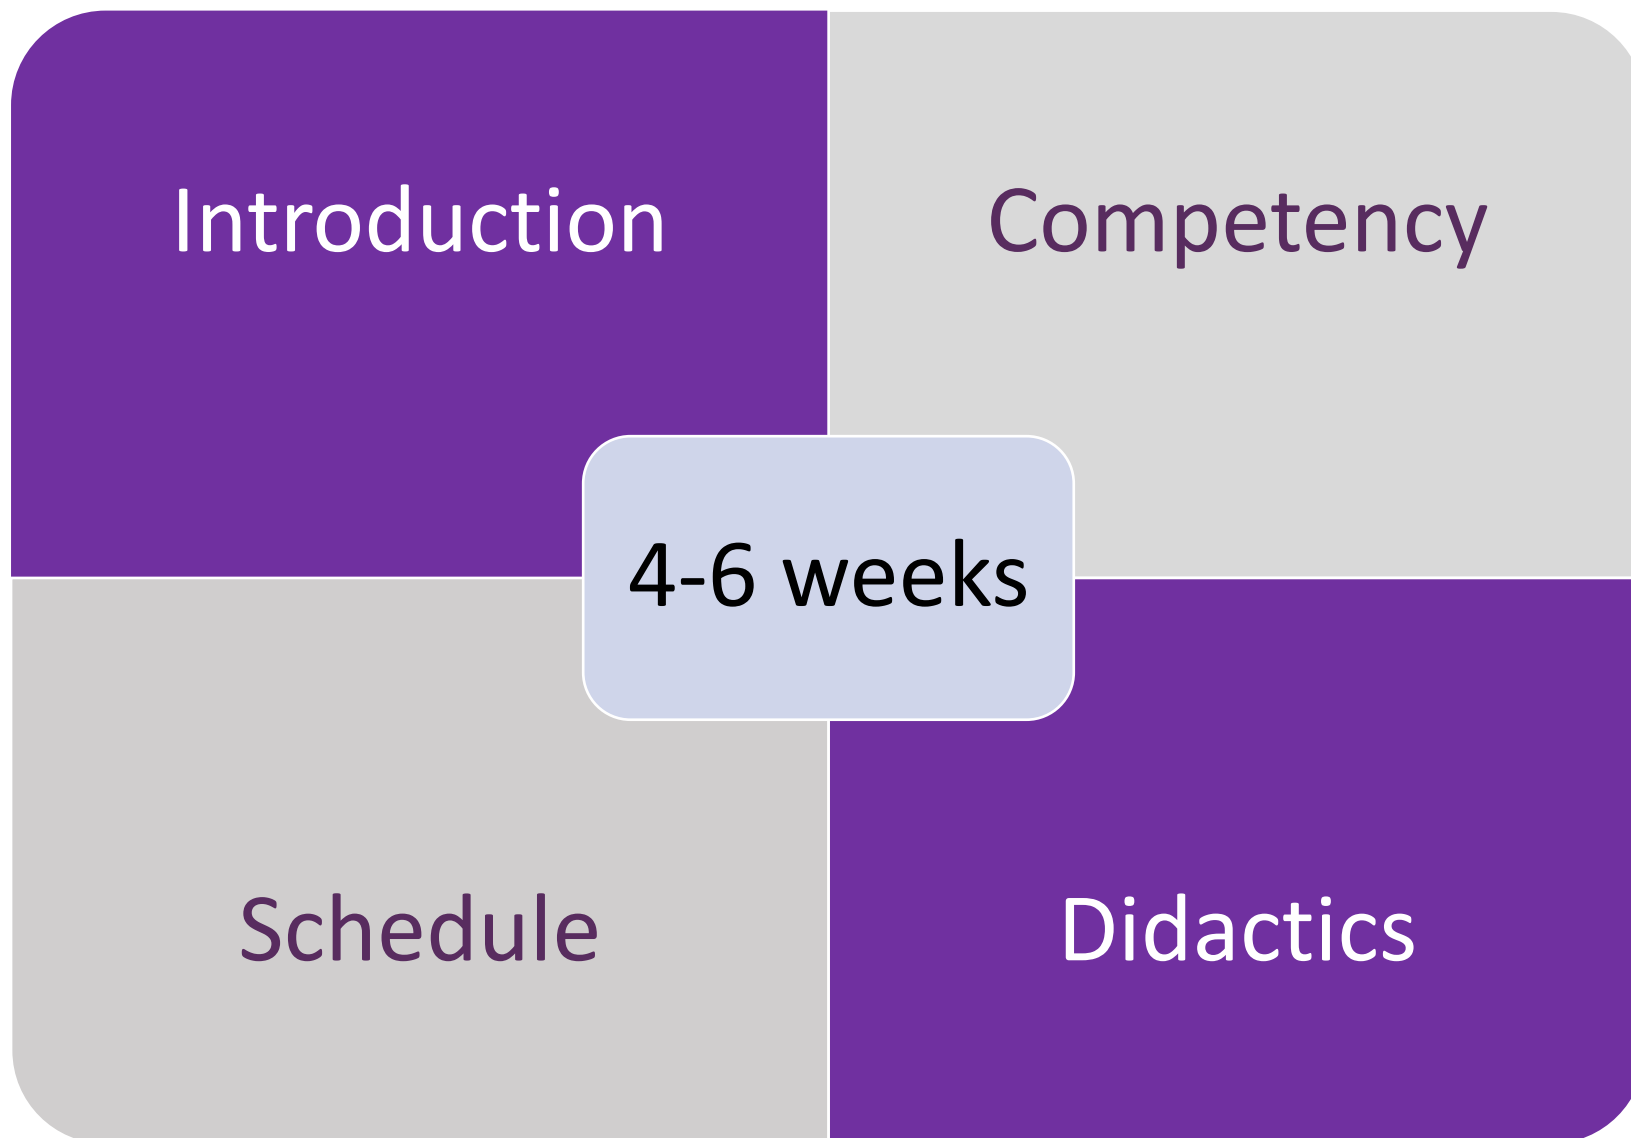 Introduction
Competency
4-6 weeks
Schedule
Didactics